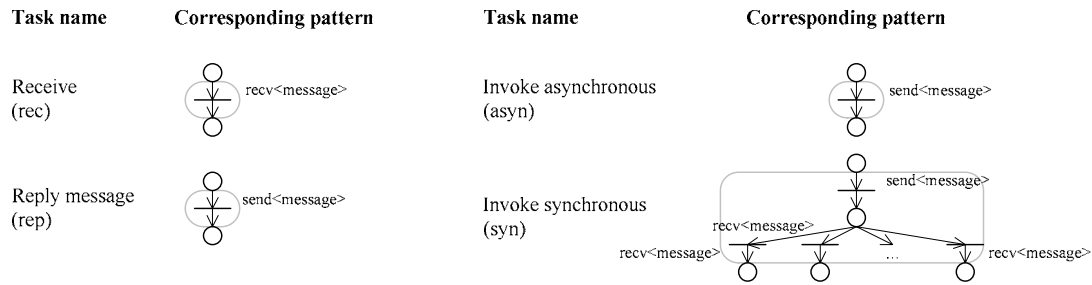 Task name Corresponding pattern Task name Corresponding pattern
Receive
(rec)
recv<message>
Invoke asynchronous
(asyn)
send<message>
Reply message
(rep)
send<message>
Invoke synchronous
(syn)
send<message>
recv<message>
recv<message>
...
recv<message>